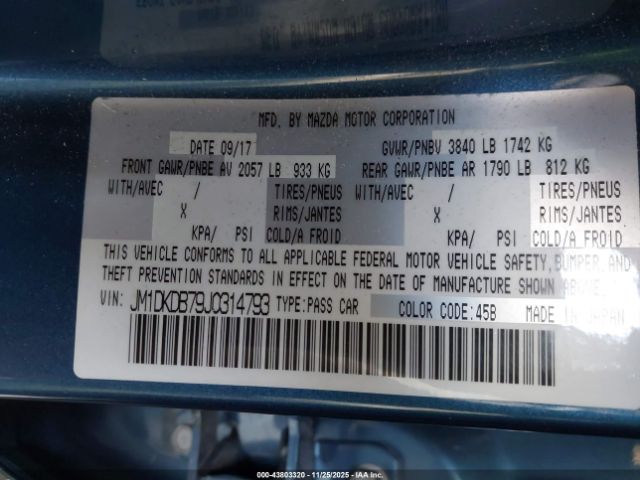 MFD. BY MAZDA MOTOR CORPORATION
DATE 09/17 GVWR/PNBV 3840 LB 1742 KG
FRONT GAWR/PNBE AV 2057 LB 933 KG REAR GAWR/PNBE AR 1790 LB 812 KG
WITH/AVEC / TIRES/PNEUS WITH/AVEC / TIRES/PNEUS
X RIMS/JANTES X RIMS/JANTES
KPA/ PSI COLD/A FROID KPA/ PSI COLD/A FROID
THIS VEHICLE CONFORMS TO ALL APPLICABLE FEDERAL MOTOR VEHICLE SAFETY, BUMPER, AND
THEFT PREVENTION STANDARDS IN EFFECT ON THE DATE OF MANUFACTURE SHOWN ABOVE.
VIN: JM1DKDB79J0314793 TYPE:PASS CAR COLOR CODE:45B MADE IN JAPAN
000-43803320 - 11/25/2025 - IAA Inc.